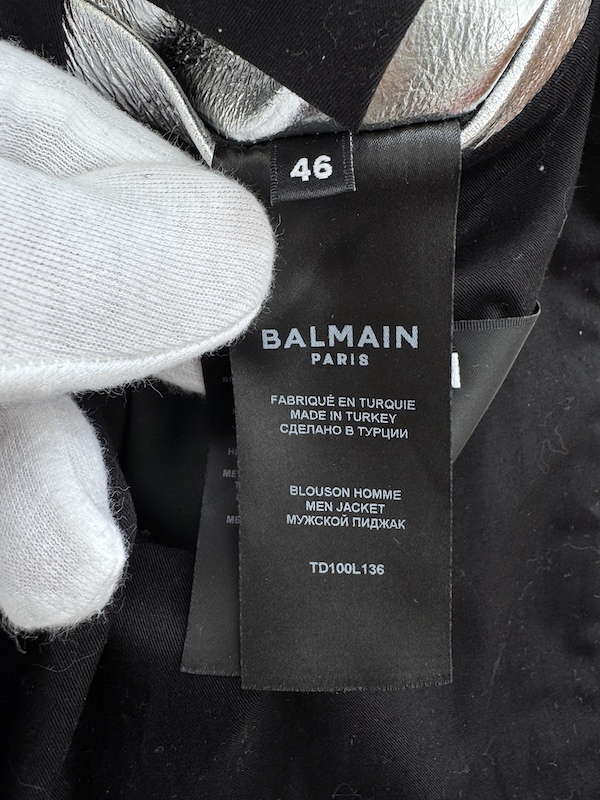 46
BALMAIN
PARIS
FABRIQUÉ EN TURQUIE
MADE IN TURKEY
СДЕЛАНО В ТУРЦИИ
BLOUSON HOMME
MEN JACKET
МУЖСКОЙ ПИДЖАК
TD100L136